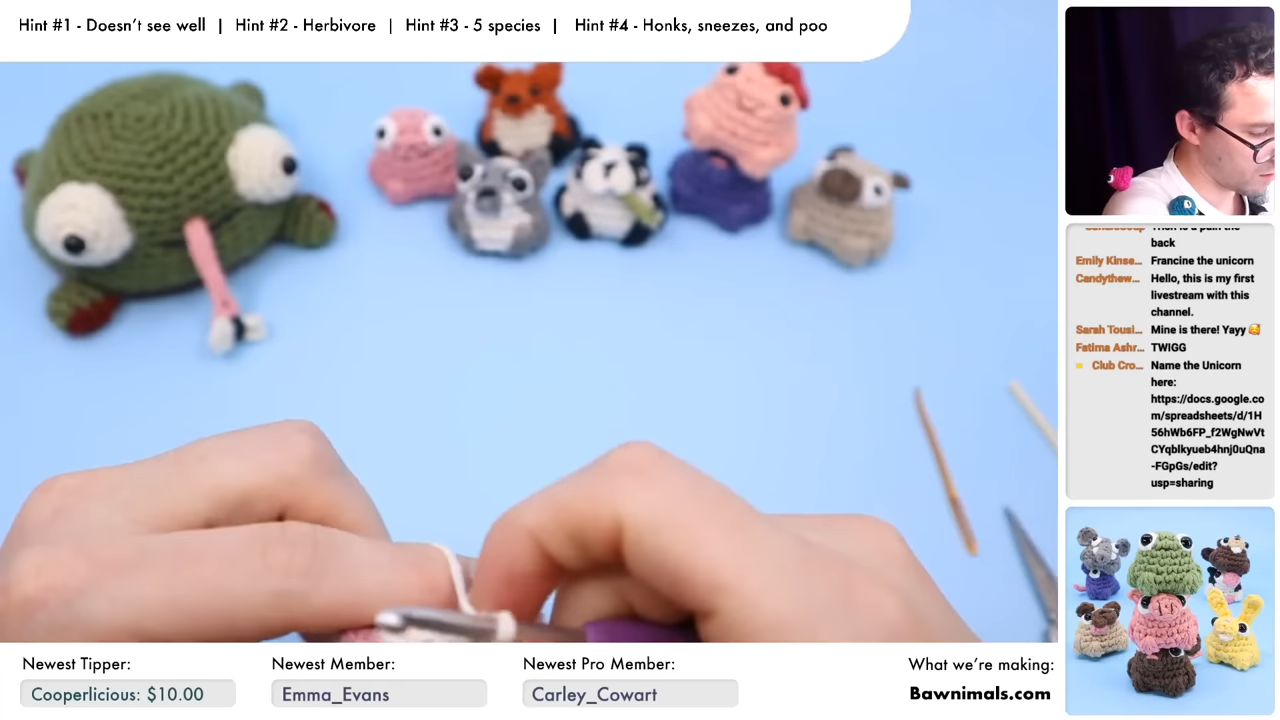 Hint #1 - Doesn't see well | Hint #2 - Herbivore | Hint #3 - 5 species | Hint #4 - Honks, sneezes, and poo
back
Emily Kinse... Francine the unicorn
Candythew... Hello, this is my first
livestream with this
channel.
Sarah Tousi... Mine is there! Yayy 🥰
Fatima Ashr... TWIGG
Club Cro... Name the Unicorn
here:
https://docs.google.co
m/spreadsheets/d/1H
56hWb6FP_f2WgNwVt
CYqblkyueb4hnj0uQna
-FGpGs/edit?
usp=sharing
Newest Tipper:
Cooperlicious: $10.00
Newest Member:
Emma_Evans
Newest Pro Member:
Carley_Cowart
What we're making:
Bawnimals.com